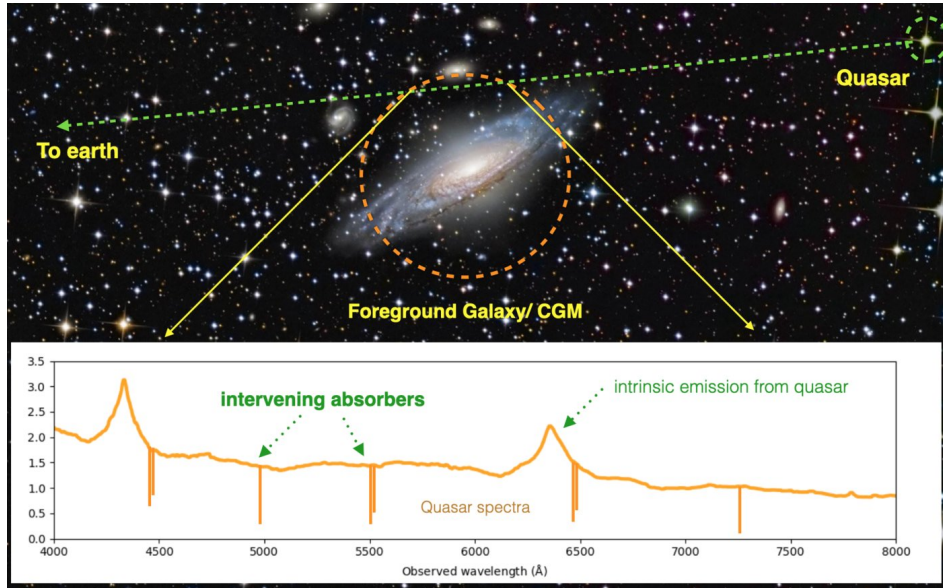 Quasar
To earth
Foreground Galaxy/ CGM
3.5
3.0
2.5
2.0
1.5
1.0
0.5
0.0
intervening absorbers
intrinsic emission from quasar
Quasar spectra
4000 4500 5000 5500 6000 6500 7000 7500 8000
Observed wavelength (Å)